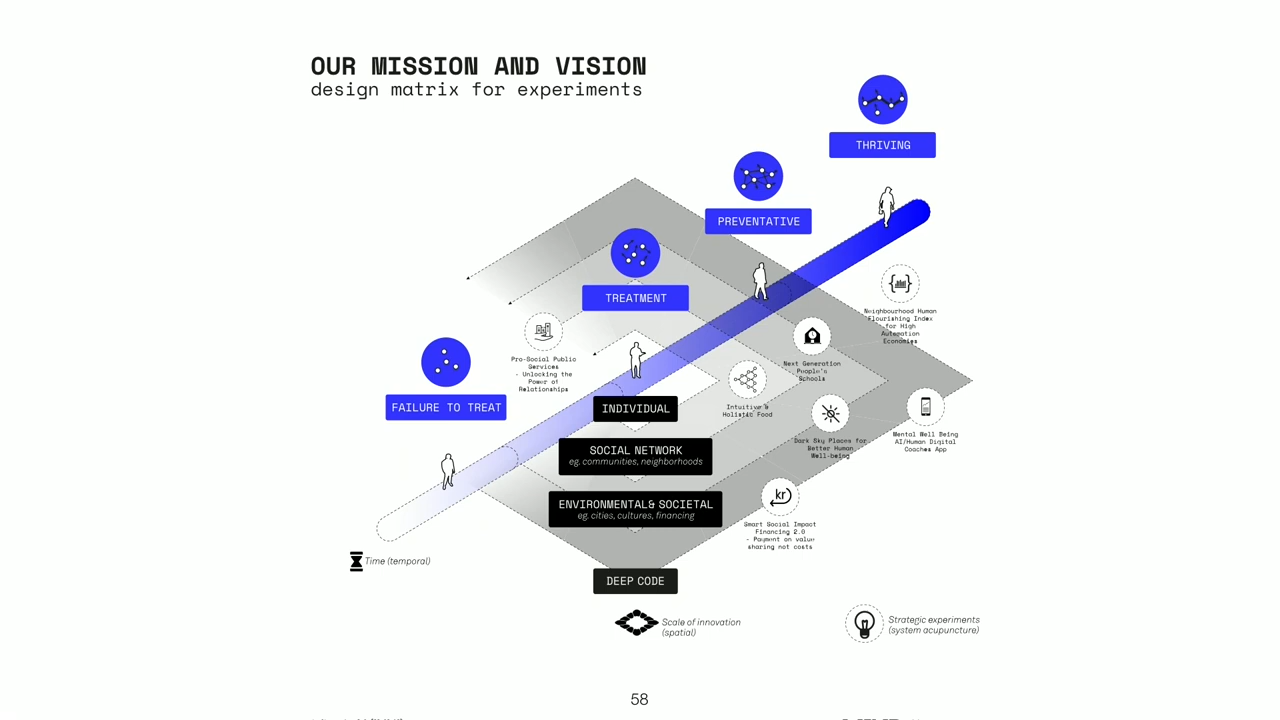 OUR MISSION AND VISION
design matrix for experiments
THRIVING
PREVENTATIVE
TREATMENT
FAILURE TO TREAT
Neighbourhood Human
Flourishing Index
-for High
Automation
Economies
Pro-Social Public
Services
- Unlocking the
Power of
Relationships
Next Generation
People's
Schools
Intuitive &
Holistic Food
INDIVIDUAL
Dark Sky Places for
Better Human
Well-being
Mental Well Being
AI/Human Digital
Coaches App
SOCIAL NETWORK
eg. communities, neighborhoods
ENVIRONMENTAL& SOCIETAL
eg. cities, cultures, financing
kr
Smart Social Impact
Financing 2.0
- Payment on value
sharing not costs
Time (temporal)
DEEP CODE
Scale of innovation
(spatial)
Strategic experiments
(system acupuncture)
58